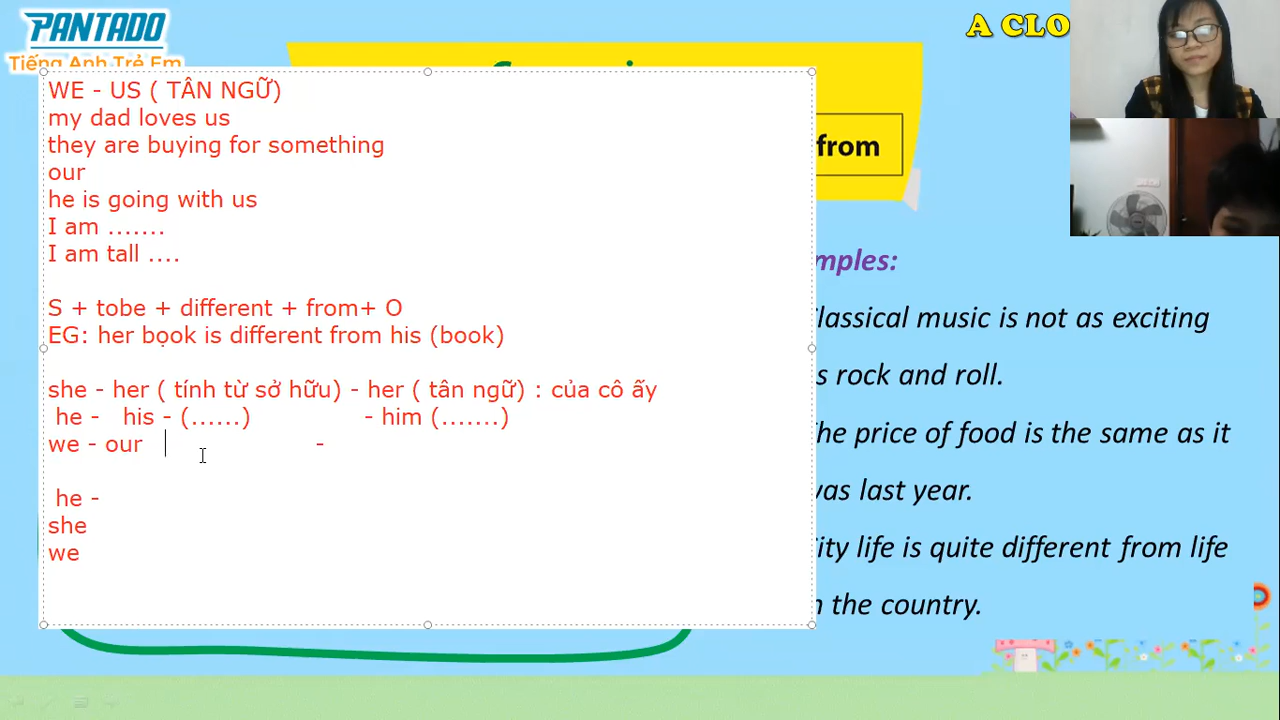 PANTADO
Tiếng Anh Trẻ Em
A CLO
WE - US ( TÂN NGỮ)
my dad loves us
they are buying for something
our
he is going with us
I am .......
I am tall ....
S + tobe + different + from+ O
EG: her book is different from his (book)
she - her ( tính từ sở hữu) - her ( tân ngữ) : của cô ấy
he - his - (......) - him (.......)
we - our -
he -
she
we
from
mples:
lassical music is not as exciting
s rock and roll.
he price of food is the same as it
was last year.
ity life is quite different from life
the country.